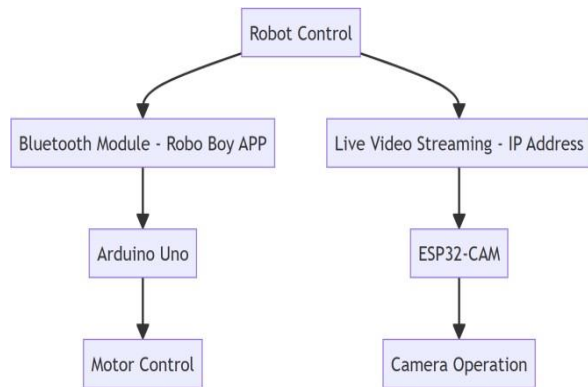 Robot Control
Bluetooth Module - Robo Boy APP
Live Video Streaming - IP Address
Arduino Uno
ESP32-CAM
Motor Control
Camera Operation